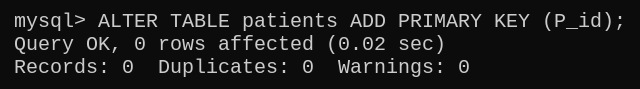 mysql> ALTER TABLE patients ADD PRIMARY KEY (P_id);
Query OK, 0 rows affected (0.02 sec)
Records: 0  Duplicates: 0  Warnings: 0